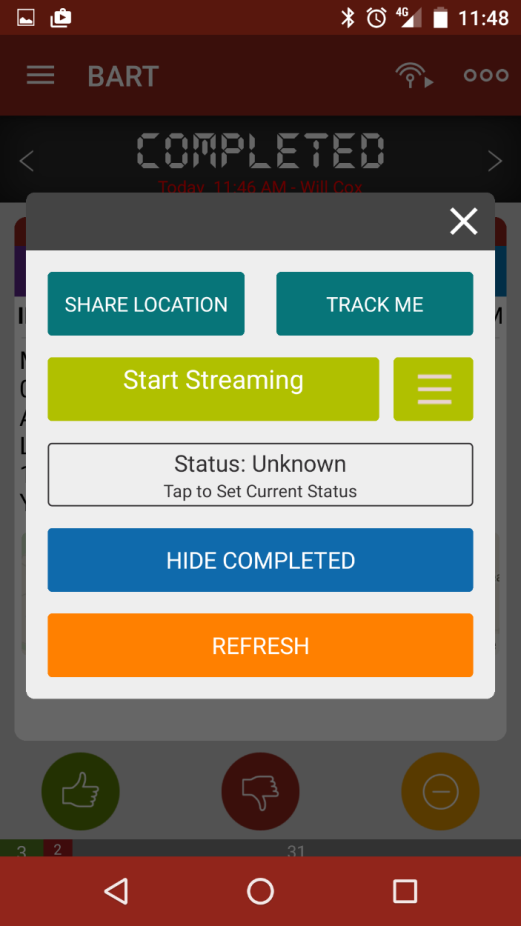 4G 11:48
BART
COMPLETED
Today, 11:46 AM - Will Cox
SHARE LOCATION
TRACK ME
Start Streaming
Status: Unknown
Tap to Set Current Status
HIDE COMPLETED
REFRESH
3 2 31